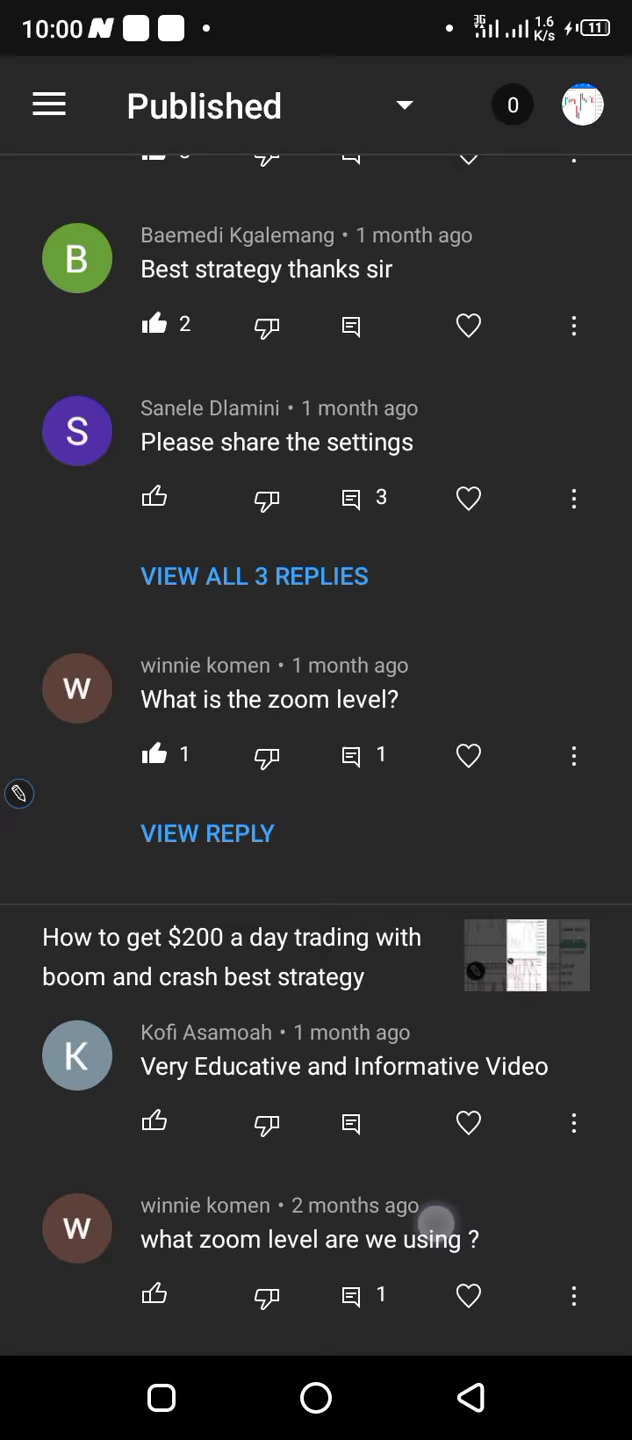 10:00
1.6
K/s
11
Published
0
Baemedi Kgalemang • 1 month ago
Best strategy thanks sir
2
Sanele Dlamini • 1 month ago
Please share the settings
3
VIEW ALL 3 REPLIES
winnie komen • 1 month ago
What is the zoom level?
1 1
VIEW REPLY
How to get $200 a day trading with
boom and crash best strategy
Kofi Asamoah • 1 month ago
Very Educative and Informative Video
winnie komen • 2 months ago
what zoom level are we using ?
1
B
S
W
K
W